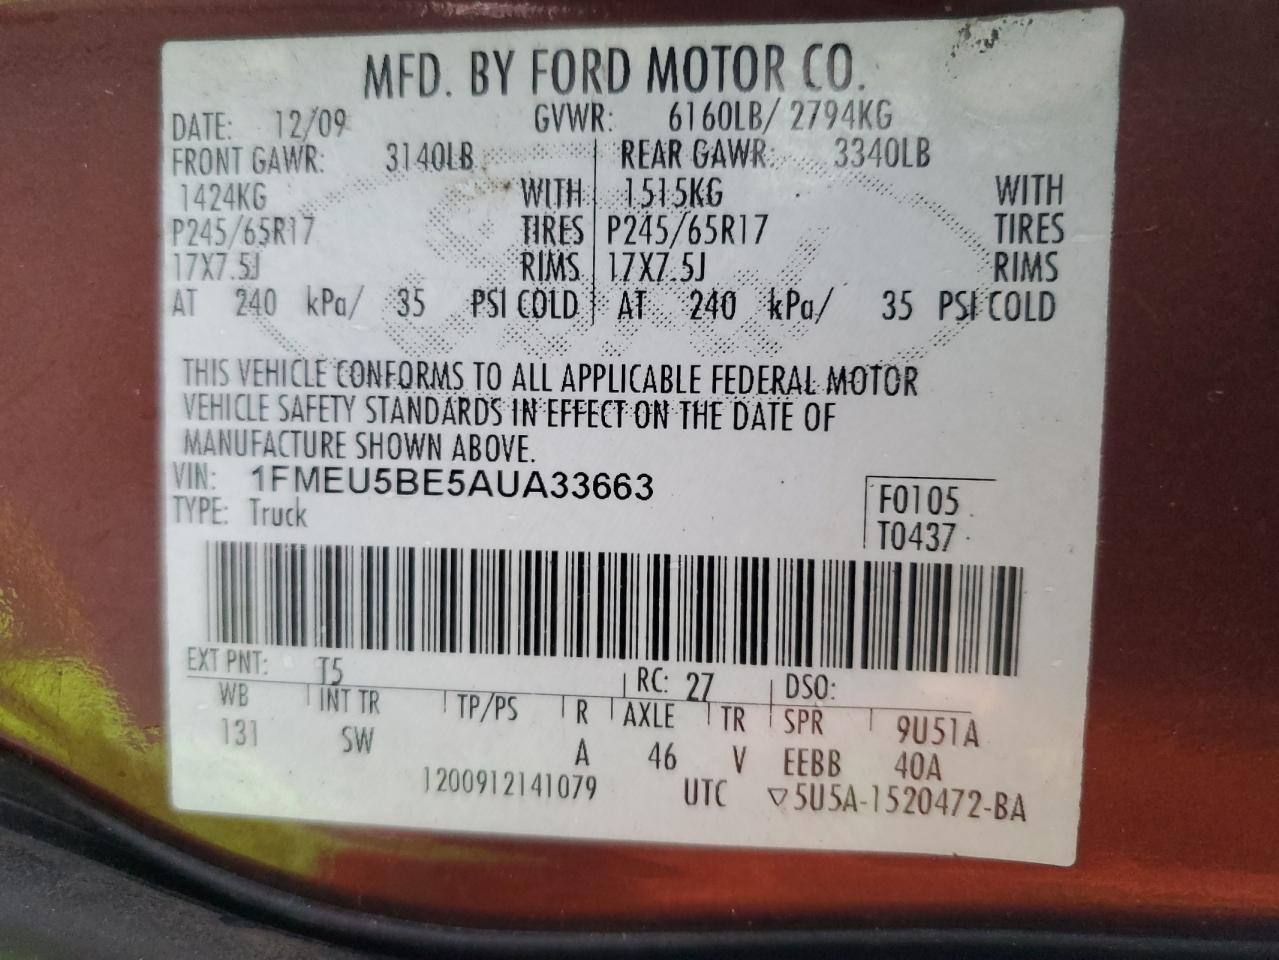 MFD. BY FORD MOTOR CO.
DATE: 12/09 GVWR: 6160LB/ 2794KG
FRONT GAWR: 3140LB REAR GAWR: 3340LB
1424KG WITH 1515KG WITH
P245/65R17 TIRES P245/65R17 TIRES
17X7.5J RIMS 17X7.5J RIMS
AT 240 kPa/ 35 PSI COLD AT 240 kPa/ 35 PSI COLD
THIS VEHICLE CONFORMS TO ALL APPLICABLE FEDERAL MOTOR
VEHICLE SAFETY STANDARDS IN EFFECT ON THE DATE OF
MANUFACTURE SHOWN ABOVE.
VIN: 1FMEU5BE5AUA33663
F0105
TYPE: Truck
T0437
EXT PNT: T5 RC: 27 DSO:
WB INT TR TP/PS R AXLE TR SPR 9U51A
131 SW A 46 V EEBB 40A
1200912141079 UTC ▽5U5A-1520472-BA